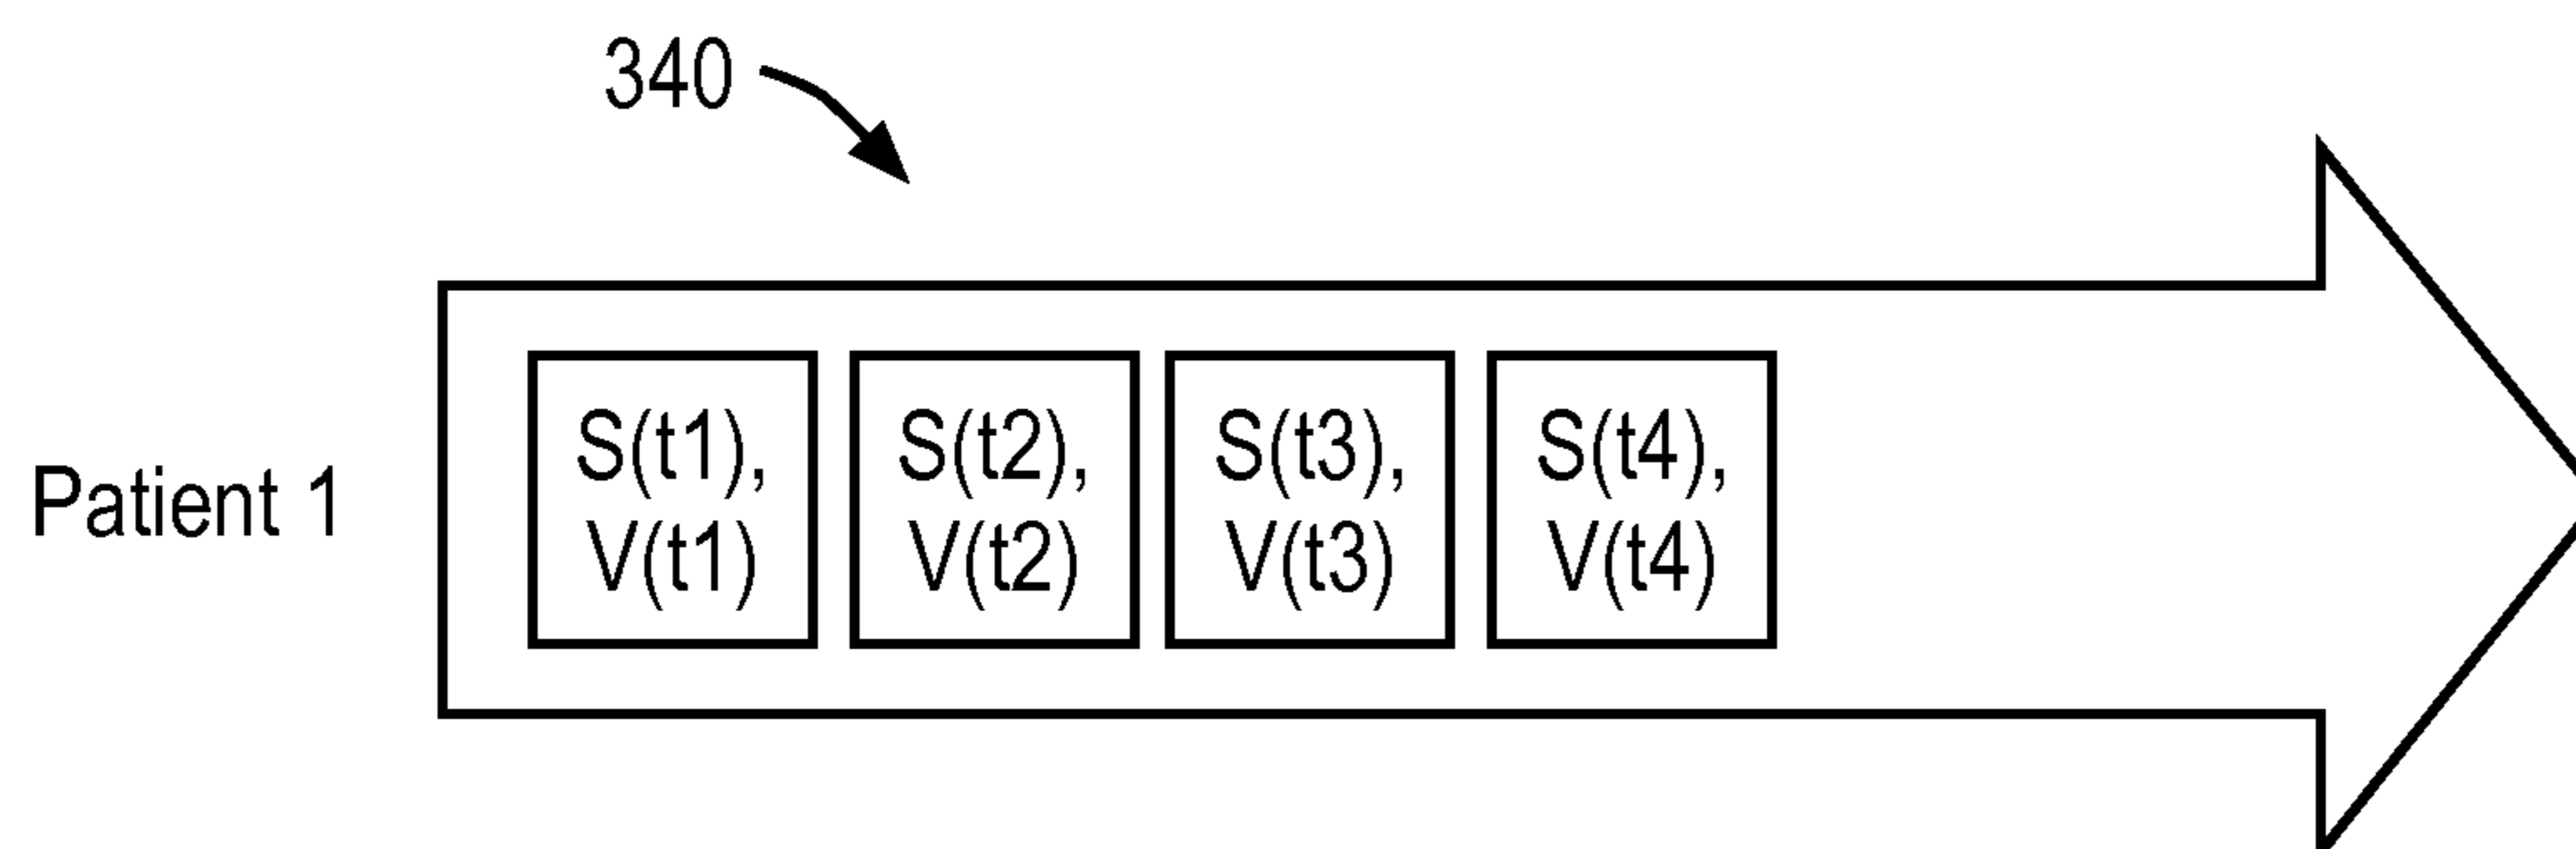 340
Patient 1
S(t1),
V(t1)
S(t2),
V(t2)
S(t3),
V(t3)
S(t4),
V(t4)